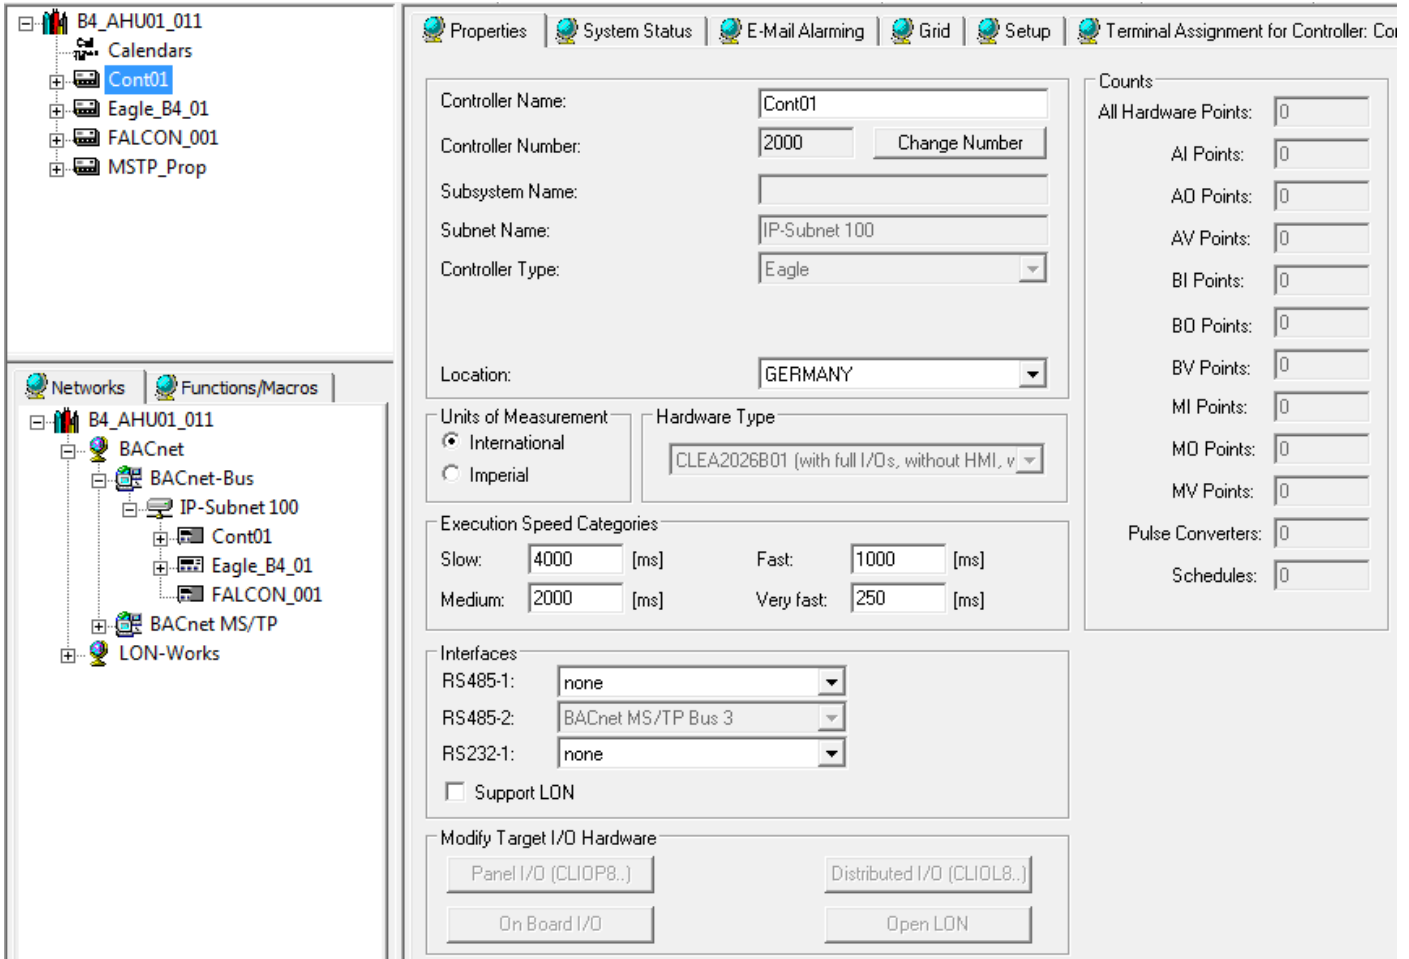 B4_AHU01_011
Calendars
Cont01
Eagle_B4_01
FALCON_001
MSTP_Prop
Networks Functions/Macros
B4_AHU01_011
BACnet
BACnet-Bus
IP-Subnet 100
Cont01
Eagle_B4_01
FALCON_001
BACnet MS/TP
LON-Works
Properties System Status E-Mail Alarming Grid Setup Terminal Assignment for Controller: Co
Controller Name: Cont01
Controller Number: 2000 Change Number
Subsystem Name:
Subnet Name: IP-Subnet 100
Controller Type: Eagle
Location: GERMANY
Units of Measurement
International
Imperial
Hardware Type
CLEA2026B01 (with full I/Os, without HMI, v
Execution Speed Categories
Slow: 4000 [ms] Fast: 1000 [ms]
Medium: 2000 [ms] Very fast: 250 [ms]
Interfaces
RS485-1: none
RS485-2: BACnet MS/TP Bus 3
RS232-1: none
Support LON
Modify Target I/O Hardware
Panel I/O (CLIOP8..) Distributed I/O (CLIOL8..)
On Board I/O Open LON
Counts
All Hardware Points: 0
AI Points: 0
AO Points: 0
AV Points: 0
BI Points: 0
BO Points: 0
BV Points: 0
MI Points: 0
MO Points: 0
MV Points: 0
Pulse Converters: 0
Schedules: 0